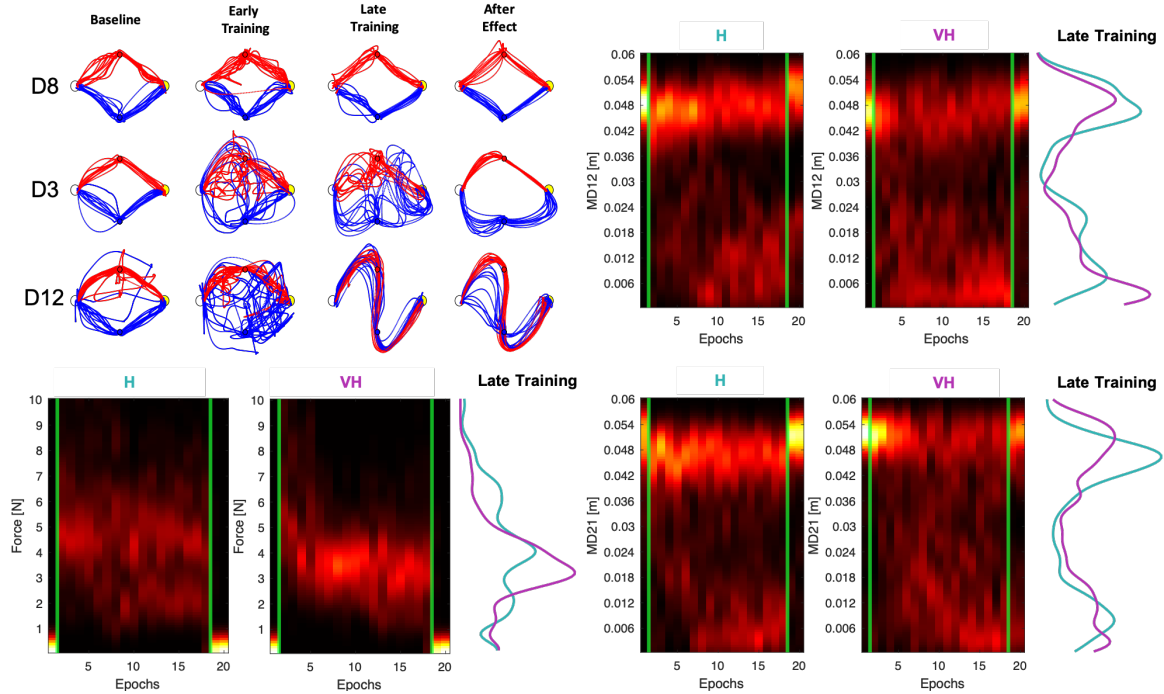 Baseline
Early
Training
Late
Training
After
Effect
D8
D3
D12
H
VH
Late Training
0.06
0.054
0.048
0.042
0.036
0.03
0.024
0.018
0.012
0.006
MD12 [m]
5
10
15
20
Epochs
0.06
0.054
0.048
0.042
0.036
0.03
0.024
0.018
0.012
0.006
MD12 [m]
5
10
15
20
Epochs
H
VH
Late Training
10
9
8
7
6
5
4
3
2
1
Force [N]
5
10
15
20
Epochs
10
9
8
7
6
5
4
3
2
1
Force [N]
5
10
15
20
Epochs
H
VH
Late Training
0.06
0.054
0.048
0.042
0.036
0.03
0.024
0.018
0.012
0.006
MD21 [m]
5
10
15
20
Epochs
0.06
0.054
0.048
0.042
0.036
0.03
0.024
0.018
0.012
0.006
MD21 [m]
5
10
15
20
Epochs